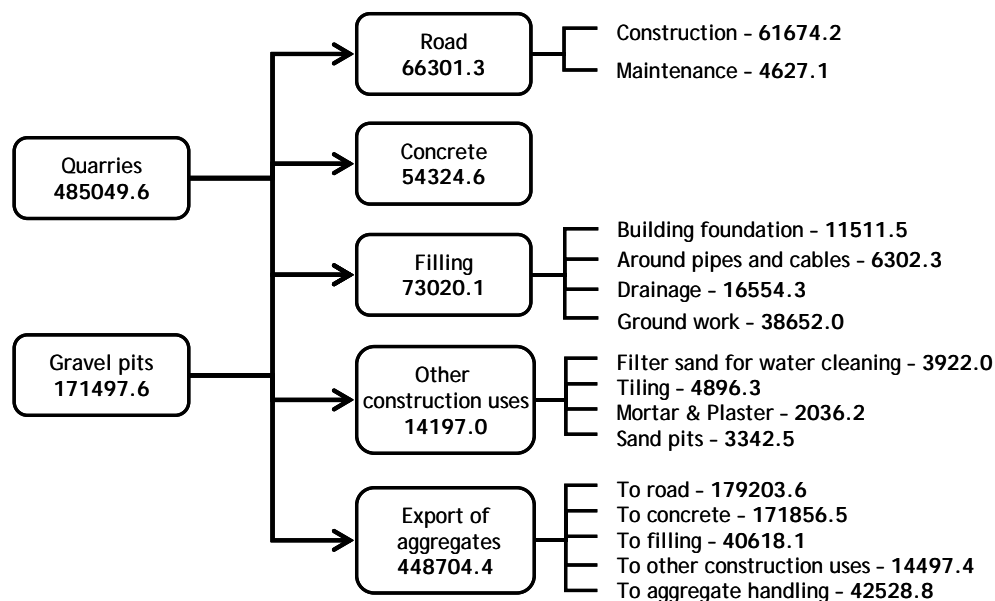 Quarries
485049.6
Gravel pits
171497.6
Road
66301.3
Construction – 61674.2
Maintenance – 4627.1
Concrete
54324.6
Filling
73020.1
Building foundation – 11511.5
Around pipes and cables – 6302.3
Drainage – 16554.3
Ground work – 38652.0
Other
construction uses
14197.0
Filter sand for water cleaning – 3922.0
Tiling – 4896.3
Mortar & Plaster – 2036.2
Sand pits – 3342.5
Export of
aggregates
448704.4
To road – 179203.6
To concrete – 171856.5
To filling – 40618.1
To other construction uses – 14497.4
To aggregate handling – 42528.8